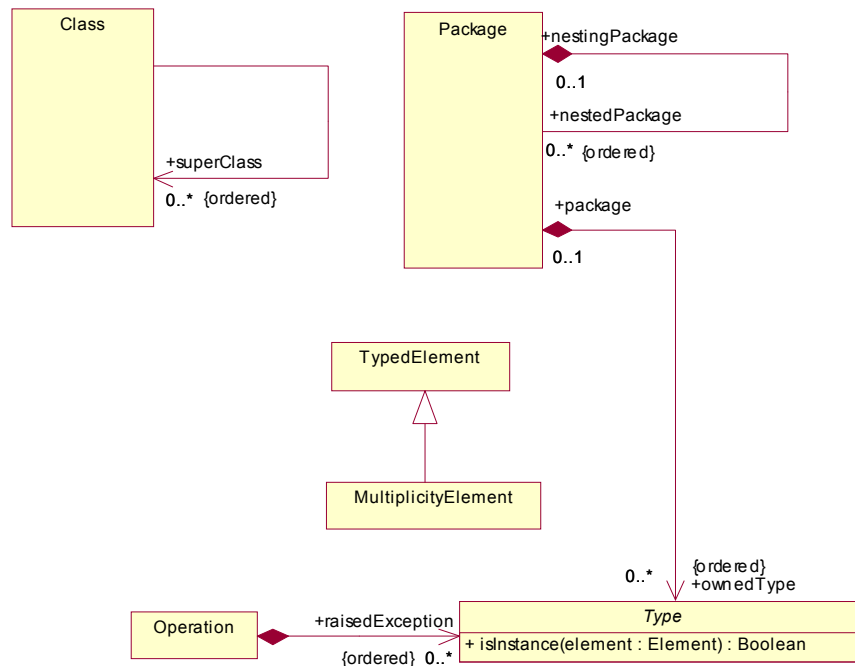 Class
+superClass
0..* {ordered}
Package
+nestingPackage
0..1
+nestedPackage
0..* {ordered}
+package
0..1
TypedElement
MultiplicityElement
0..* {ordered}
+ownedType
Operation
+raisedException
{ordered} 0..*
Type
+ isInstance(element : Element) : Boolean